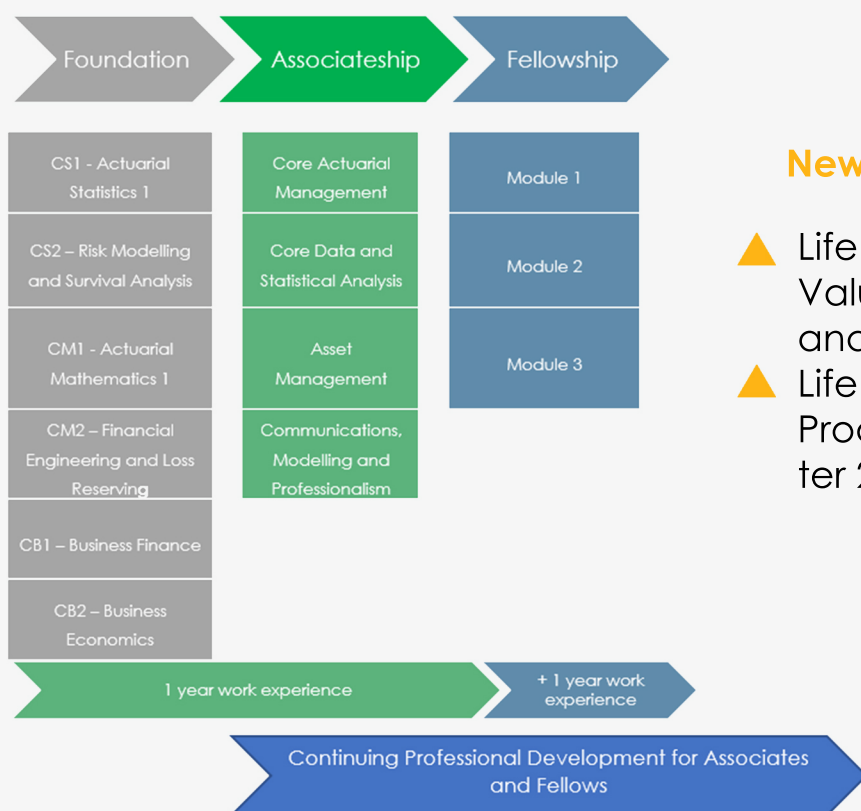 Foundation
Associateship
Fellowship
CS1 - Actuarial
Statistics 1
CS2 – Risk Modelling
and Survival Analysis
CM1 - Actuarial
Mathematics 1
CM2 – Financial
Engineering and Loss
Reserving
CB1 – Business Finance
CB2 – Business
Economics
Core Actuarial
Management
Core Data and
Statistical Analysis
Asset
Management
Communications,
Modelling and
Professionalism
Module 1
Module 2
Module 3
1 year work experience
+ 1 year work
experience
Continuing Professional Development for Associates
and Fellows
New
Life
Valu
and
Life
Prod
ter 2